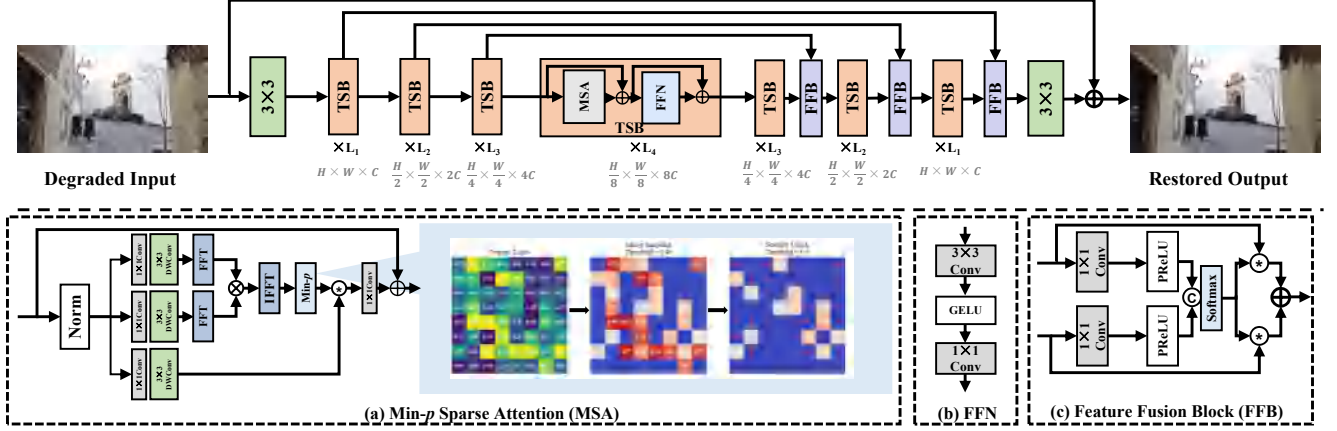 3×3
TSB
TSB
TSB
MSA
FFN
TSB
TSB
FFB
TSB
FFB
TSB
FFB
3×3
×L₁
×L₂
×L₃
×L₄
×L₃
×L₂
×L₁
H × W × C
H/2 × W/2 × 2C
H/4 × W/4 × 4C
H/8 × W/8 × 8C
H/4 × W/4 × 4C
H/2 × W/2 × 2C
H × W × C
Degraded Input
Restored Output
Norm
1×1Conv
3×3
DWConv
FFT
1×1Conv
3×3
DWConv
FFT
1×1Conv
3×3
DWConv
IFFT
Min-p
1×1Conv
(a) Min-p Sparse Attention (MSA)
3×3
Conv
GELU
1×1
Conv
(b) FFN
1×1
Conv
PReLU
1×1
Conv
PReLU
C
Softmax
(c) Feature Fusion Block (FFB)